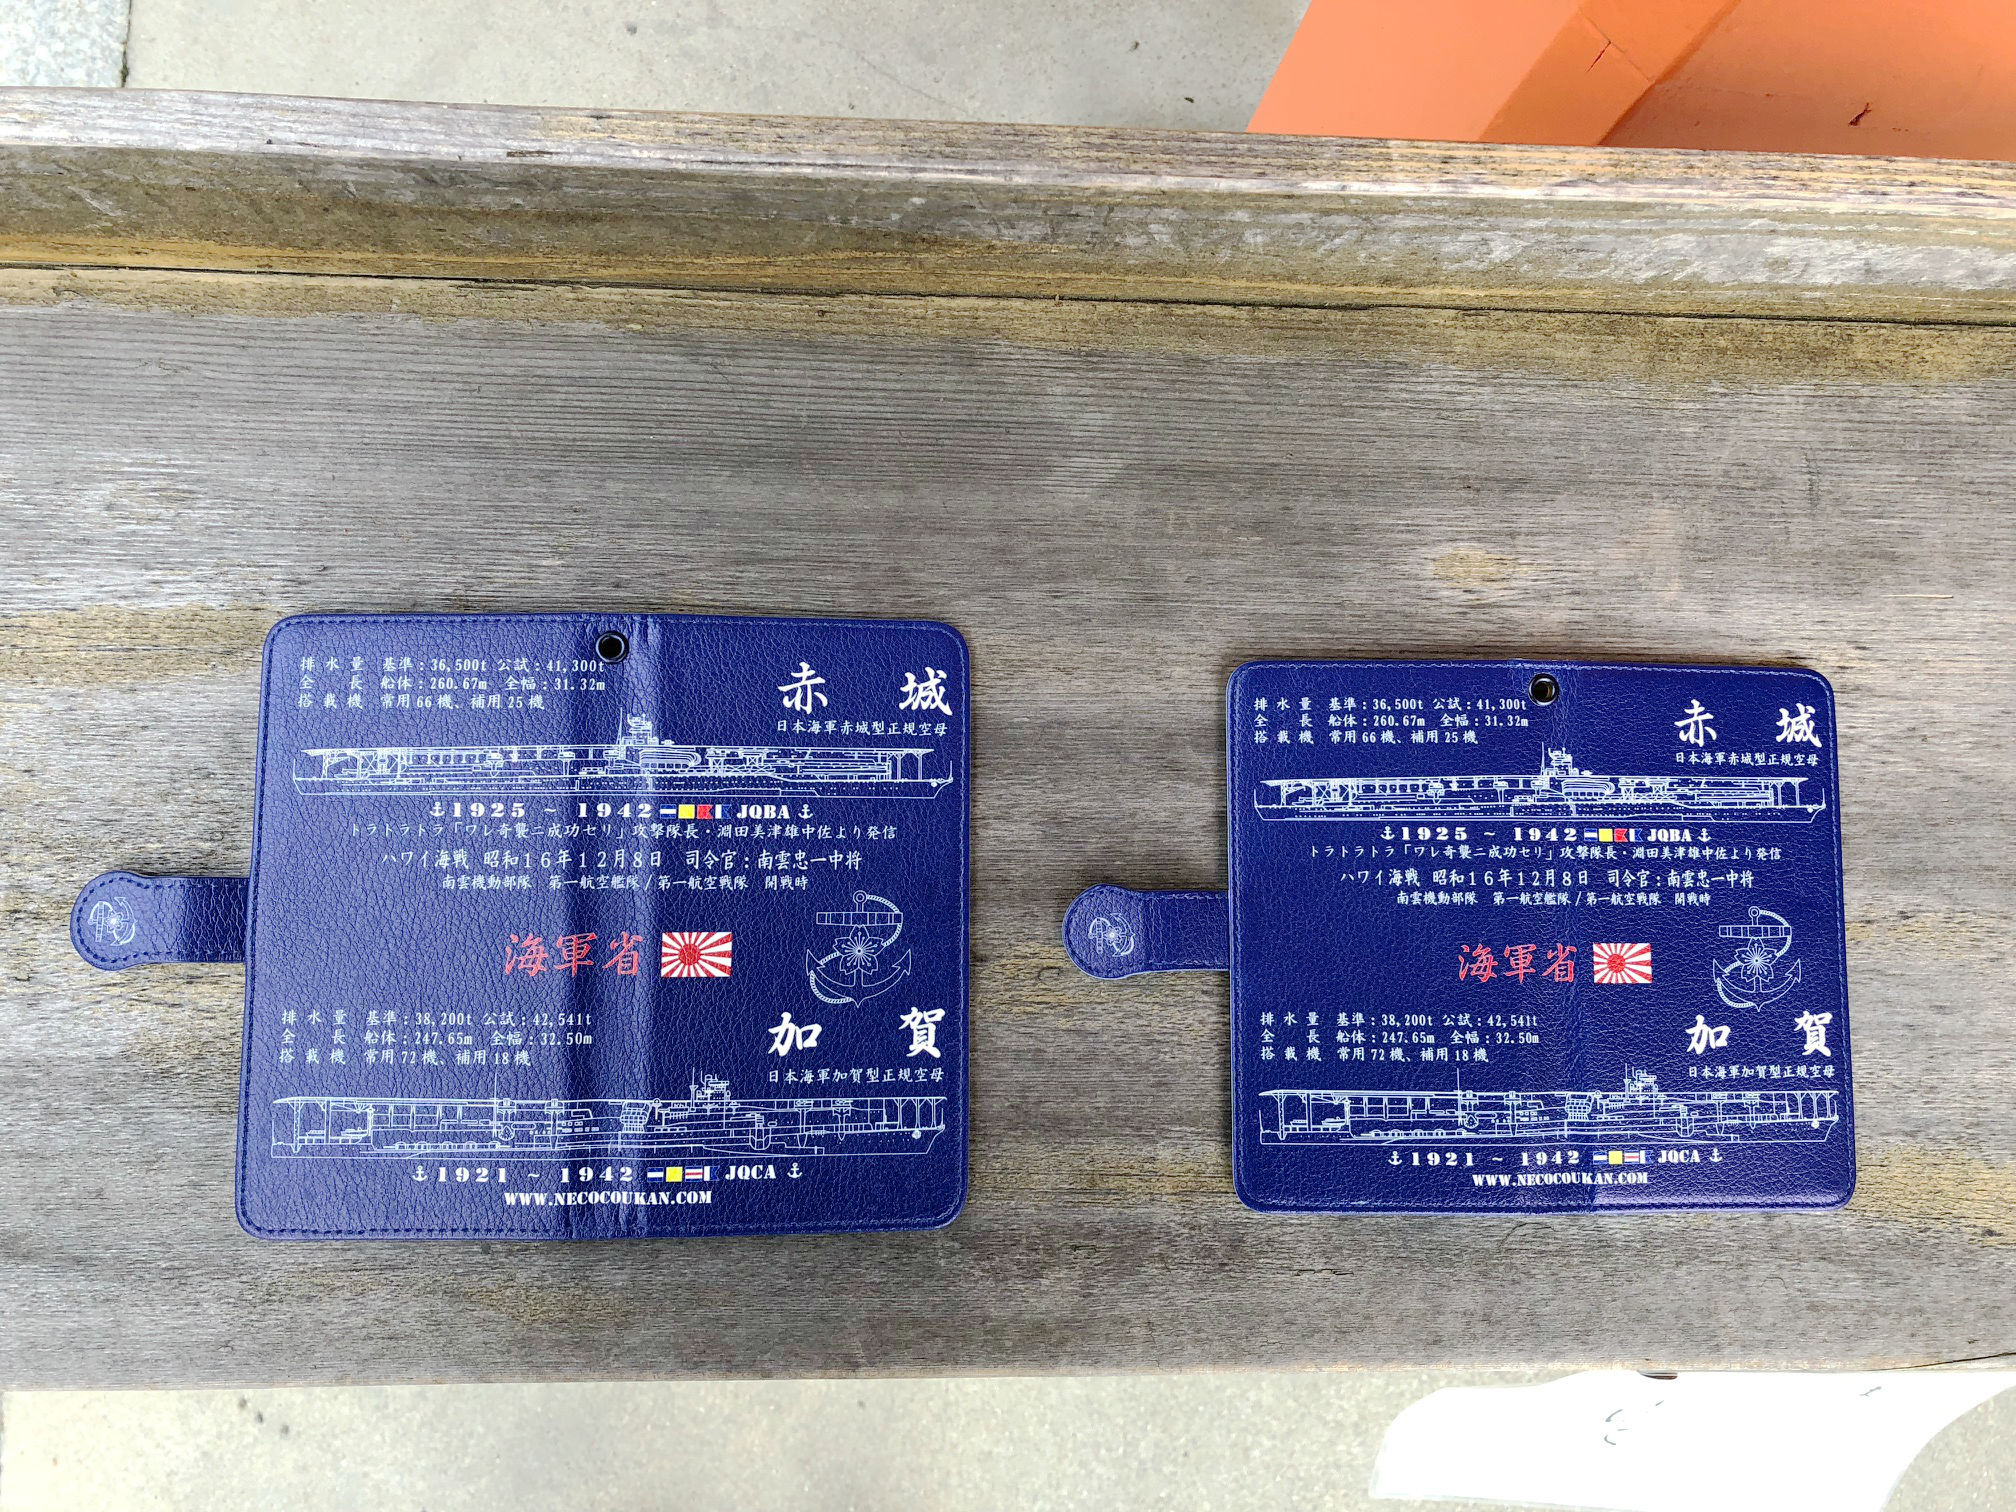 排水量 基準:36,500t 公試:41,300t
全長 船体:260.67m 全幅:31.32m
搭載機 常用66機、補用25機
赤城
日本海軍赤城型正規空母
1925 ~ 1942 JQBA
トラトラトラ「ワレ奇襲ニ成功セリ」攻撃隊長・淵田美津雄中佐より発信
ハワイ海戦 昭和16年12月8日 司令官:南雲忠一中将
南雲機動部隊 第一航空艦隊/第一航空戦隊 開戦時
海軍省
排水量 基準:38,200t 公試:42,541t
全長 船体:247.65m 全幅:32.50m
搭載機 常用72機、補用18機
加賀
日本海軍加賀型正規空母
1921 ~ 1942 JQCA
WWW.NECOCOUKAN.COM
排水量 基準:36,500t 公試:41,300t
全長 船体:260.67m 全幅:31.32m
搭載機 常用66機、補用25機
赤城
日本海軍赤城型正規空母
1925 ~ 1942 JQBA
トラトラトラ「ワレ奇襲ニ成功セリ」攻撃隊長・淵田美津雄中佐より発信
ハワイ海戦 昭和16年12月8日 司令官:南雲忠一中将
南雲機動部隊 第一航空艦隊/第一航空戦隊 開戦時
海軍省
排水量 基準:38,200t 公試:42,541t
全長 船体:247.65m 全幅:32.50m
搭載機 常用72機、補用18機
加賀
日本海軍加賀型正規空母
1921 ~ 1942 JQCA
WWW.NECOCOUKAN.COM